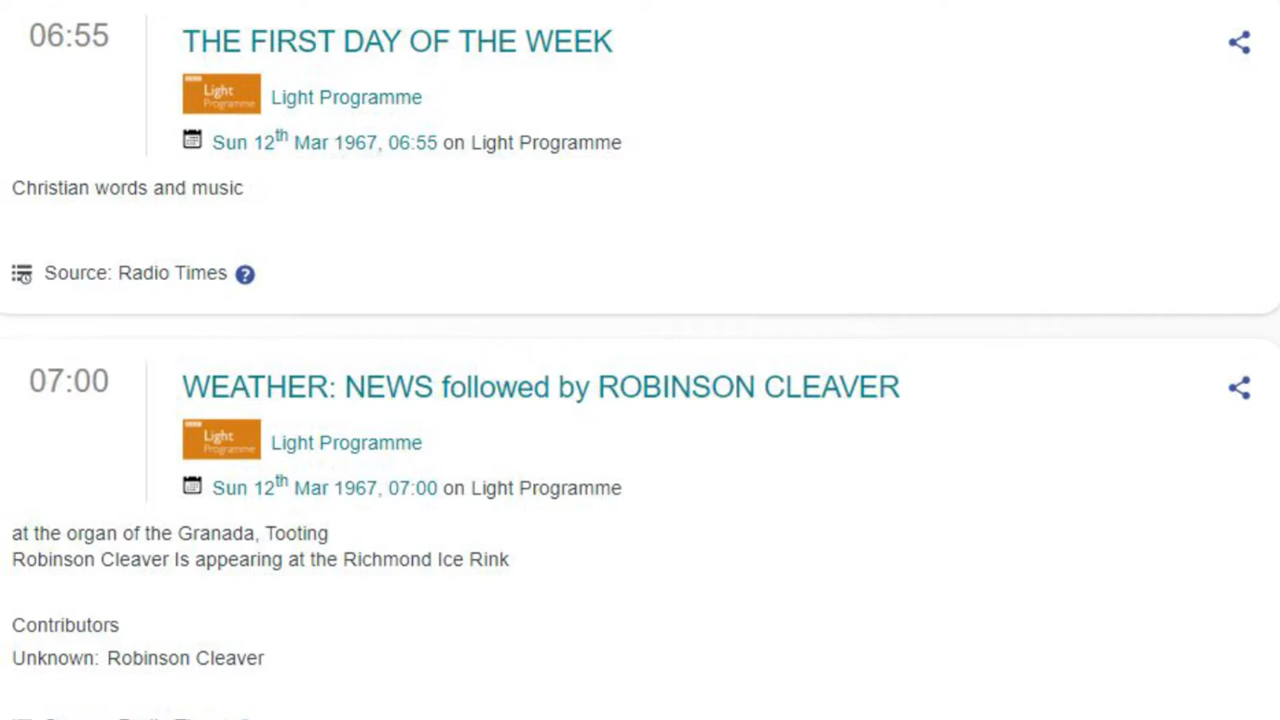 06:55
THE FIRST DAY OF THE WEEK
Light Programme
Light Programme
Sun 12th Mar 1967, 06:55 on Light Programme
Christian words and music
Source: Radio Times ?
07:00
WEATHER: NEWS followed by ROBINSON CLEAVER
Light Programme
Light Programme
Sun 12th Mar 1967, 07:00 on Light Programme
at the organ of the Granada, Tooting
Robinson Cleaver Is appearing at the Richmond Ice Rink
Contributors
Unknown: Robinson Cleaver